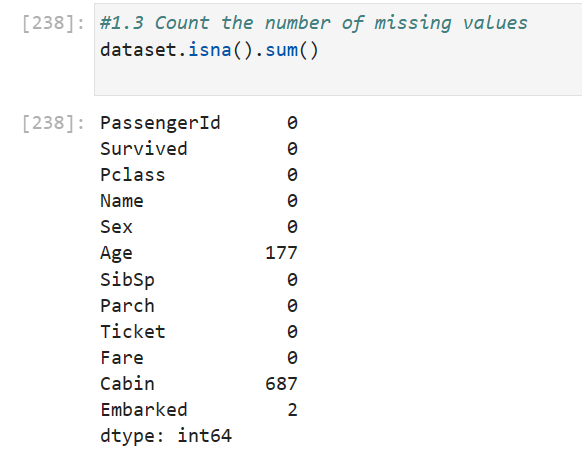 [238]: #1.3 Count the number of missing values
dataset.isna().sum()
[238]: PassengerId 0
Survived 0
Pclass 0
Name 0
Sex 0
Age 177
SibSp 0
Parch 0
Ticket 0
Fare 0
Cabin 687
Embarked 2
dtype: int64